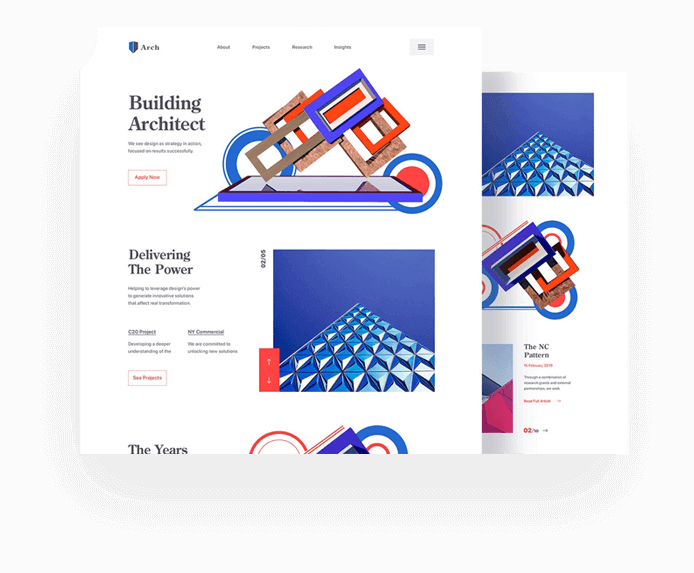 Arch
About
Projects
Research
Insights
Building
Architect
We see design as strategy in action,
focused on results successfully.
Apply Now
Delivering
The Power
Helping to leverage design's power
to generate innovative solutions
that affect real transformation.
02/05
C20 Project
NY Commercial
Developing a deeper
understanding of the
We are committed to
unlocking new solutions
See Projects
The Years
The NC
Pattern
15 February 2019
Through a combination of
research grants and external
partnerships, we seek
Read Full Article
02/16